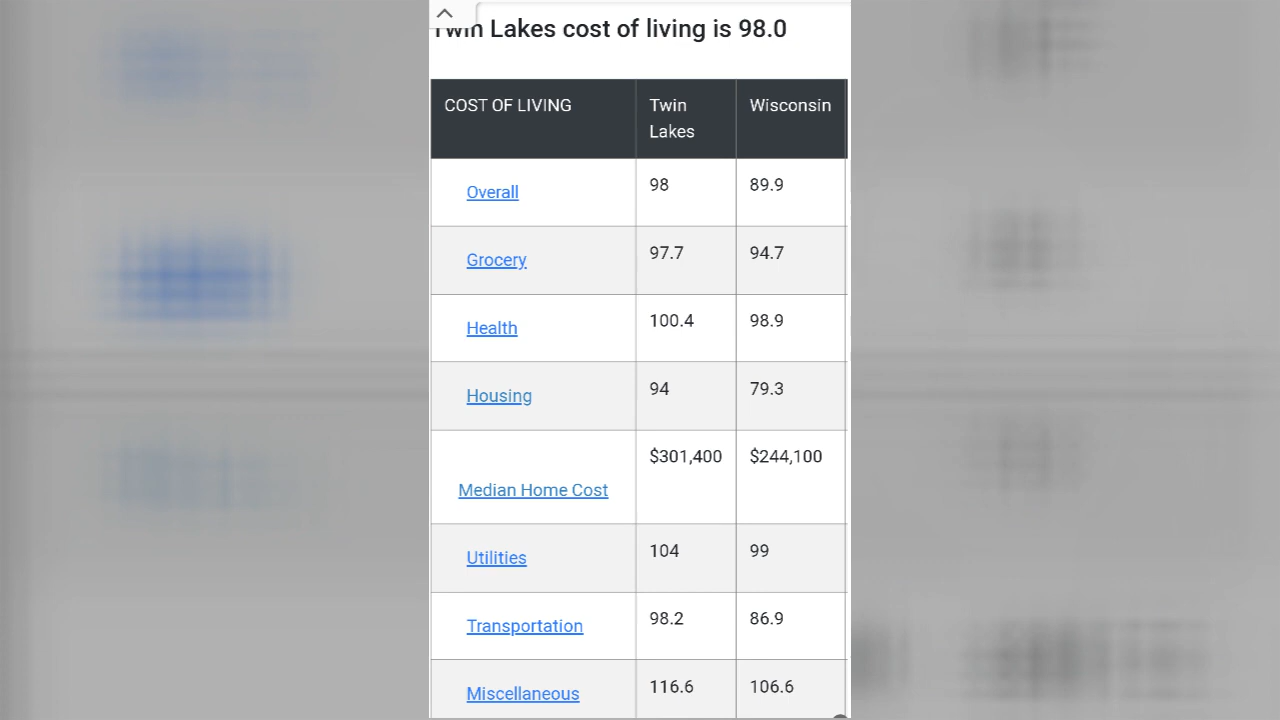 Twin Lakes cost of living is 98.0
COST OF LIVING Twin Lakes Wisconsin
Overall 98 89.9
Grocery 97.7 94.7
Health 100.4 98.9
Housing 94 79.3
Median Home Cost $301,400 $244,100
Utilities 104 99
Transportation 98.2 86.9
Miscellaneous 116.6 106.6